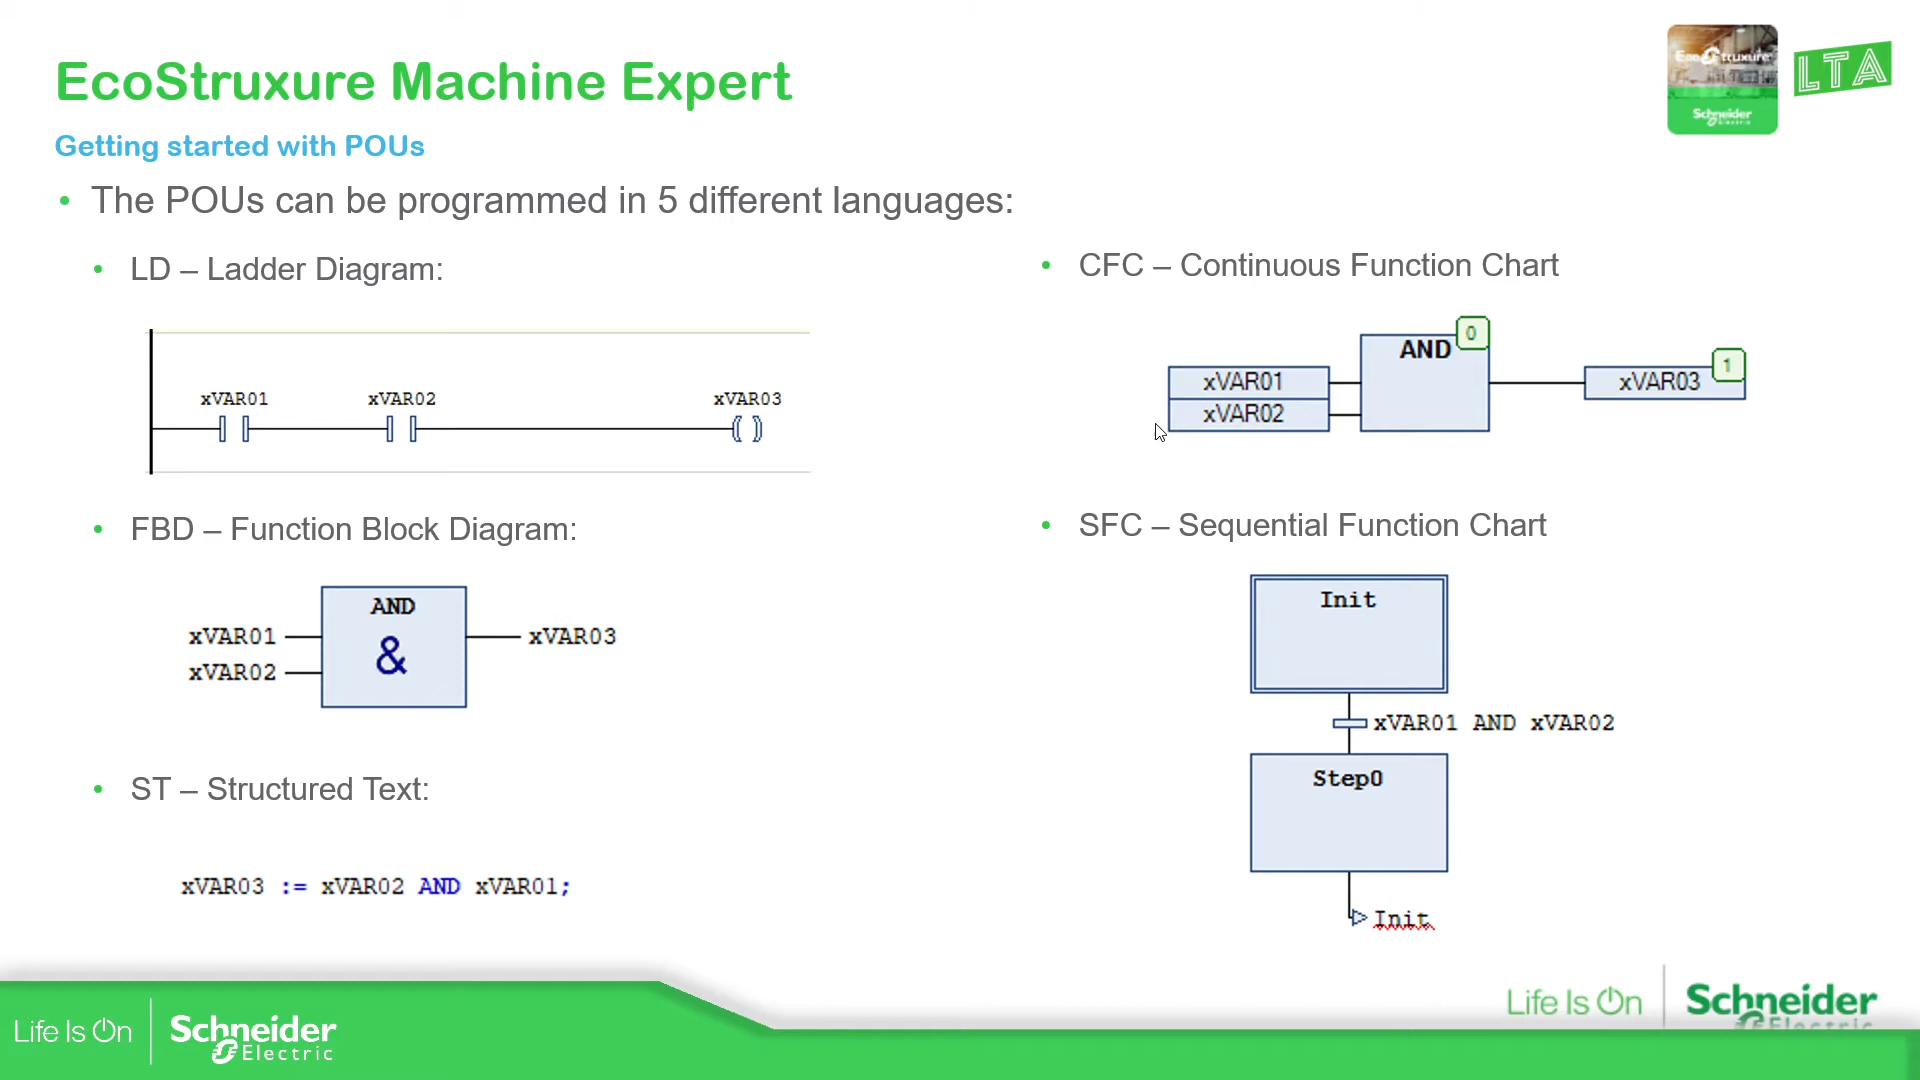 EcoStruxure Machine Expert
EcoStruxure
Schneider
Electric
LTA
Getting started with POUs
• The POUs can be programmed in 5 different languages:
• LD – Ladder Diagram:
xVAR01 xVAR02 xVAR03
• FBD – Function Block Diagram:
AND
&
xVAR01
xVAR02
xVAR03
• ST – Structured Text:
xVAR03 := xVAR02 AND xVAR01;
• CFC – Continuous Function Chart
AND
0
xVAR01
xVAR02
xVAR03
1
• SFC – Sequential Function Chart
Init
xVAR01 AND xVAR02
Step0
Init
Life Is On
Schneider
Electric
Life Is On
Schneider
Electric